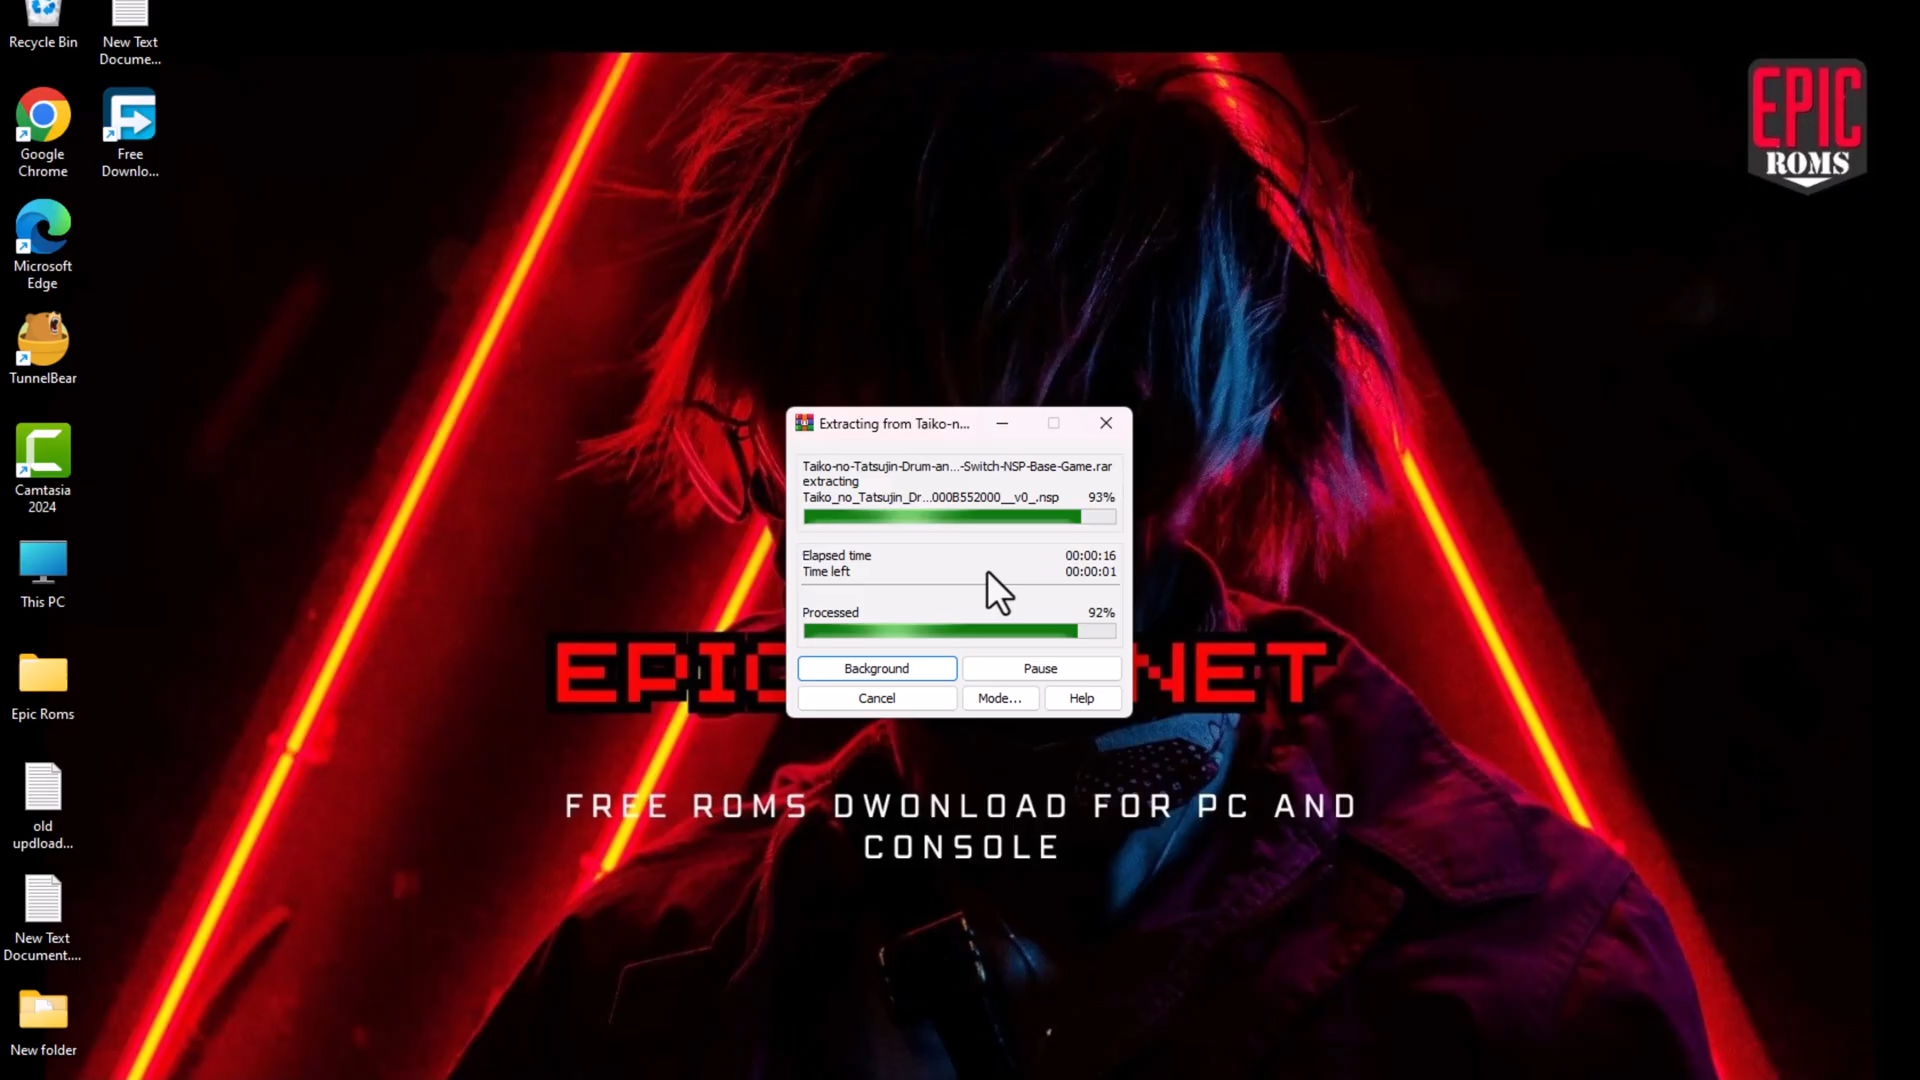 Recycle Bin
New Text
Docume...
Google
Chrome
Free
Downlo...
Microsoft
Edge
TunnelBear
Camtasia
2024
This PC
Epic Roms
old
updload...
New Text
Document....
New folder
EPIC
ROMS
Extracting from Taiko-n...
Taiko-no-Tatsujin-Drum-an...-Switch-NSP-Base-Game.rar
extracting
Taiko_no_Tatsujin_Dr...000B552000__v0_.nsp 93%
Elapsed time 00:00:16
Time left 00:00:01
Processed 92%
Background Pause
Cancel Mode... Help
EPIC NET
FREE ROMS DWONLOAD FOR PC AND
CONSOLE